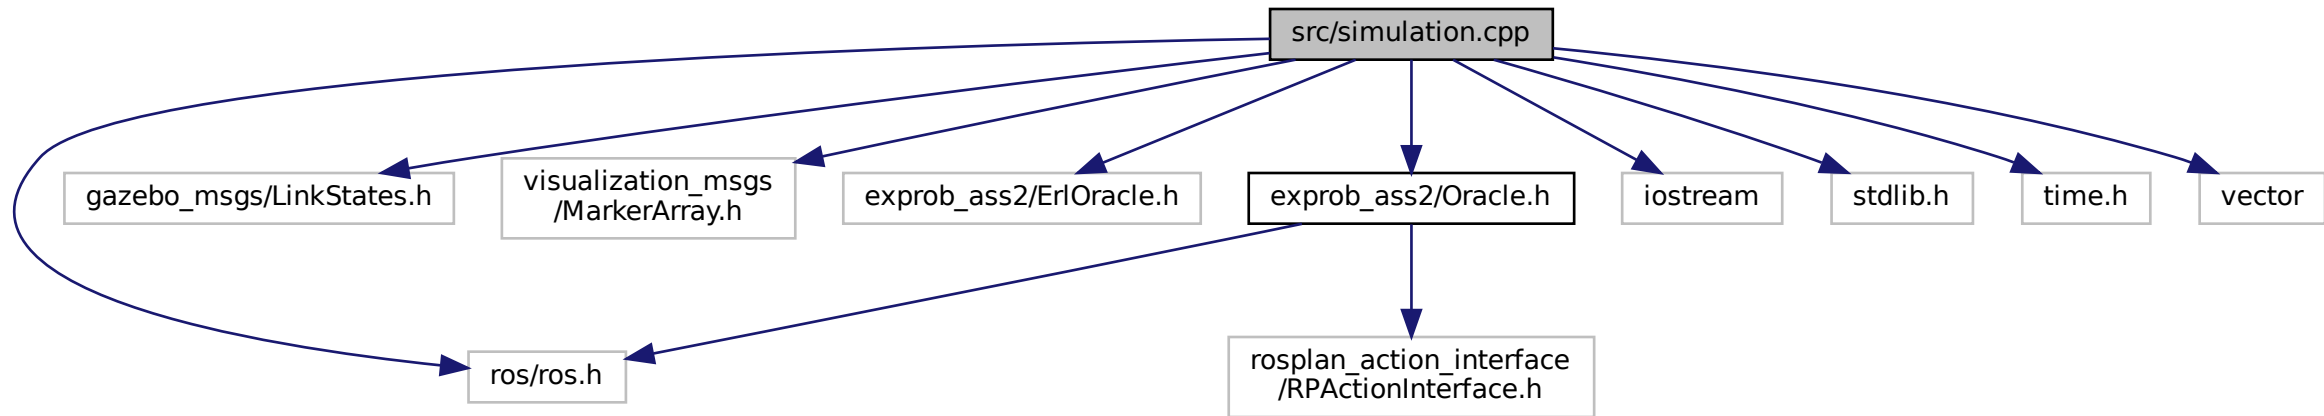 src/simulation.cpp
gazebo_msgs/LinkStates.h
visualization_msgs
/MarkerArray.h
exprob_ass2/ErlOracle.h
exprob_ass2/Oracle.h
iostream
stdlib.h
time.h
vector
ros/ros.h
rosplan_action_interface
/RPActionInterface.h